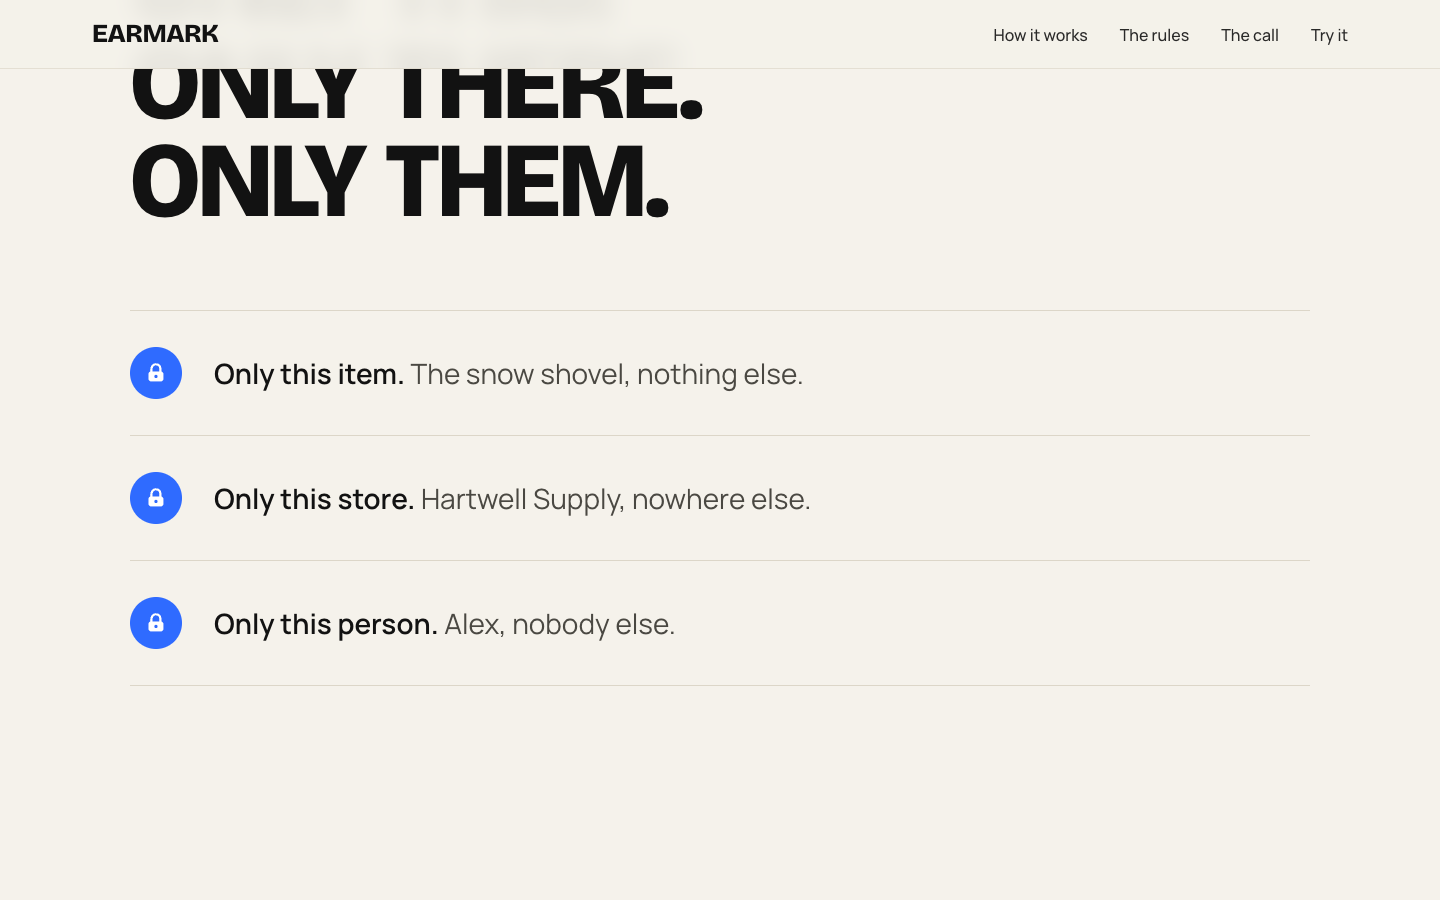 EARMARK
How it works
The rules
The call
Try it
ONLY THERE.
ONLY THEM.
Only this item. The snow shovel, nothing else.
Only this store. Hartwell Supply, nowhere else.
Only this person. Alex, nobody else.